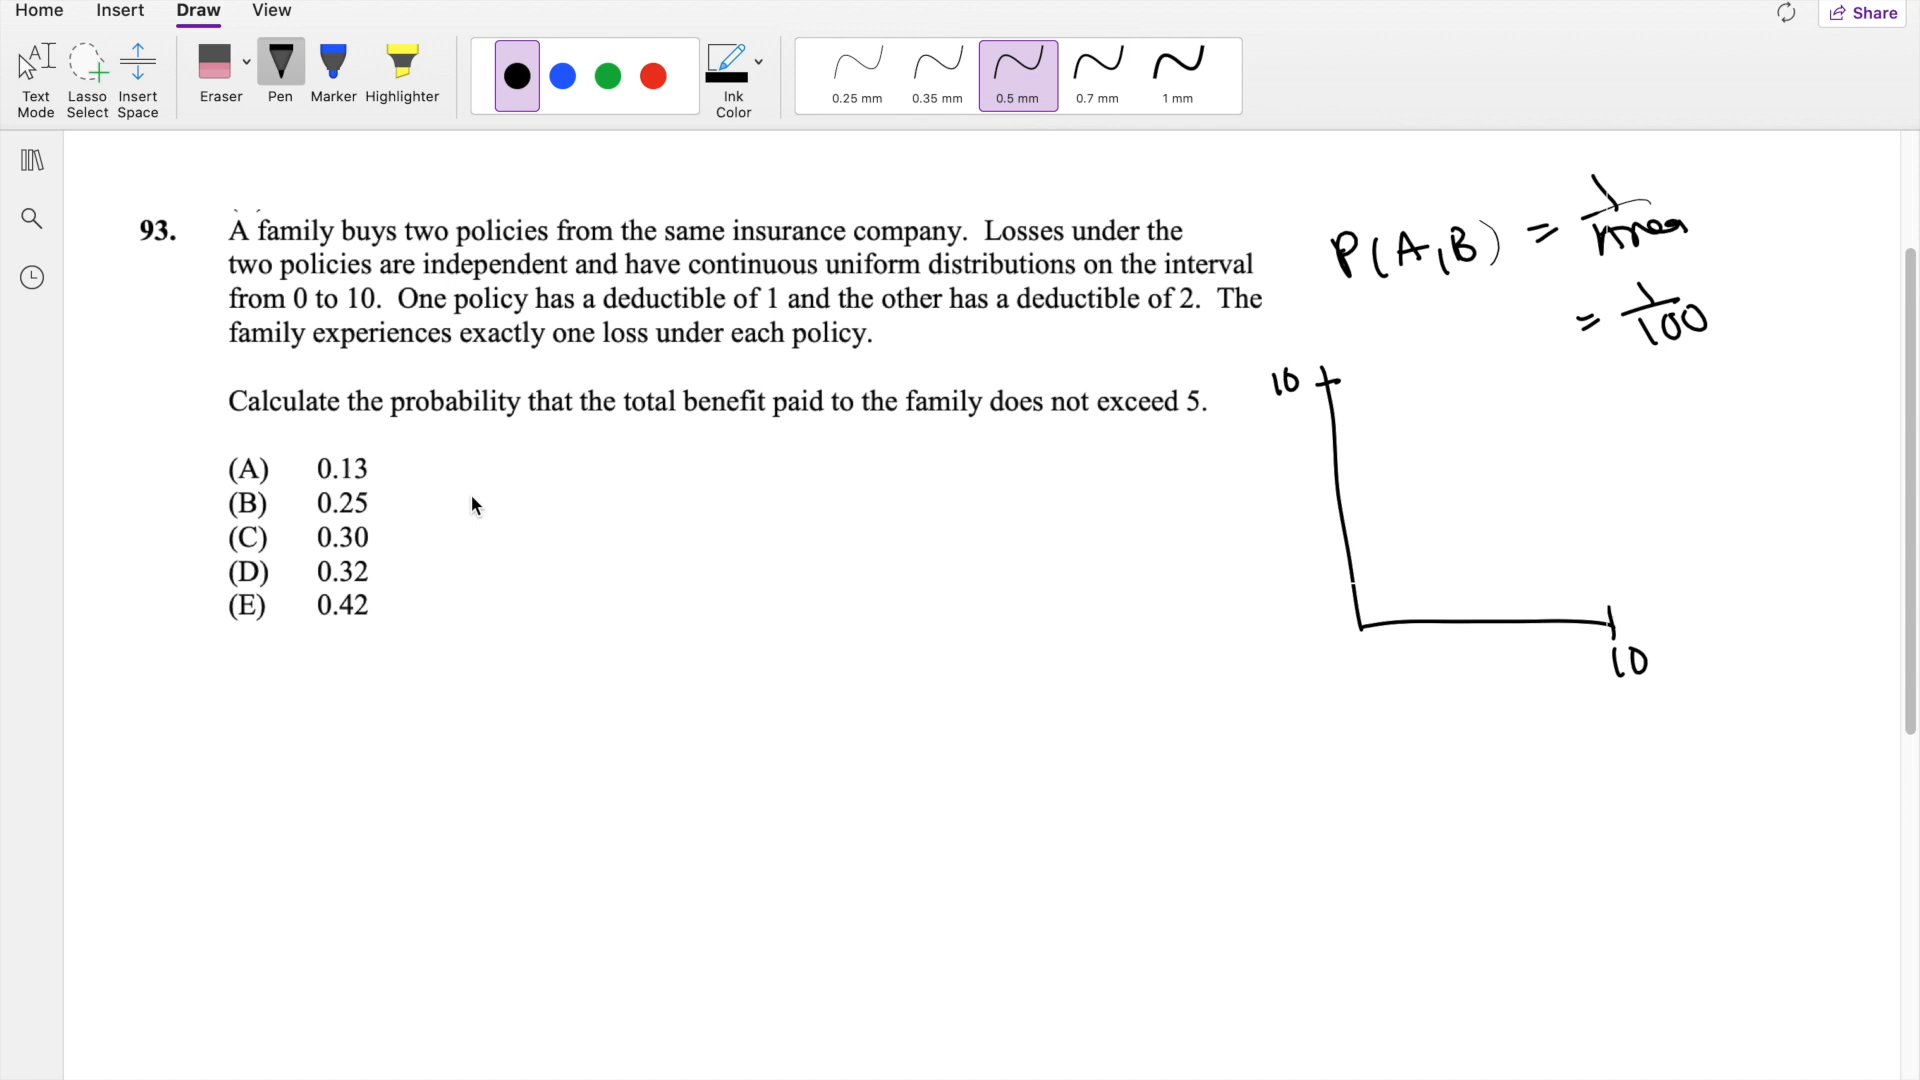 Home Insert Draw View
Share
Text Mode
Lasso Select
Insert Space
Eraser
Pen
Marker
Highlighter
Ink Color
0.25 mm
0.35 mm
0.5 mm
0.7 mm
1 mm
93. A family buys two policies from the same insurance company. Losses under the
two policies are independent and have continuous uniform distributions on the interval
from 0 to 10. One policy has a deductible of 1 and the other has a deductible of 2. The
family experiences exactly one loss under each policy.
Calculate the probability that the total benefit paid to the family does not exceed 5.
(A) 0.13
(B) 0.25
(C) 0.30
(D) 0.32
(E) 0.42
P(A,B) = 1/Area
= 1/100
10
10